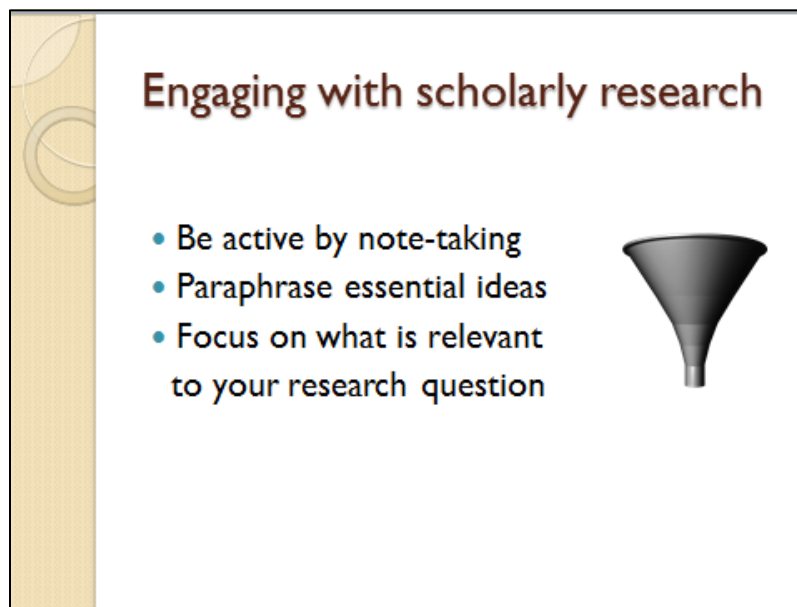 Engaging with scholarly research
• Be active by note-taking
• Paraphrase essential ideas
• Focus on what is relevant
to your research question